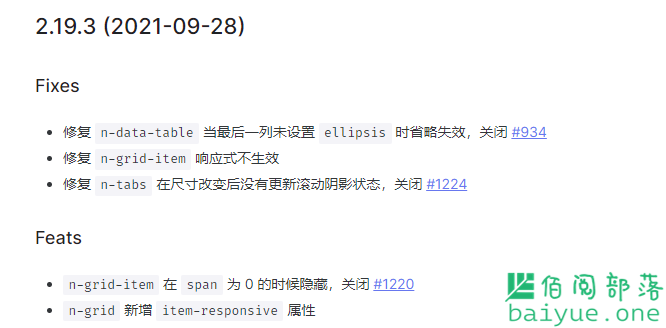 2.19.3 (2021-09-28)
Fixes
修复 n-data-table 当最后一列未设置 ellipsis 时省略失效，关闭 #934
修复 n-grid-item 响应式不生效
修复 n-tabs 在尺寸改变后没有更新滚动阴影状态，关闭 #1224
Feats
n-grid-item 在 span 为 0 的时候隐藏，关闭 #1220
n-grid 新增 item-responsive 属性
佰阅部落
baiyue.one